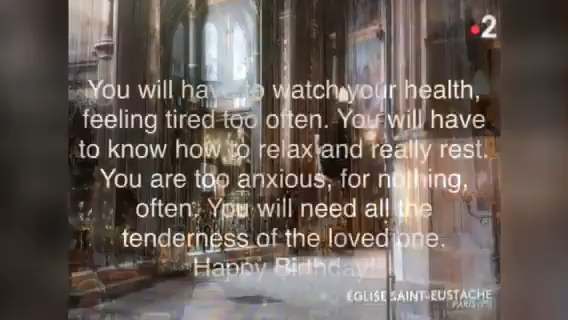 2
You will have to watch your health,
feeling tired too often. You will have
to know how to relax and really rest.
You are too anxious, for nothing,
often. You will need all the
tenderness of the loved one.
Happy Birthday!
ÉGLISE SAINT-EUSTACHE
PARIS